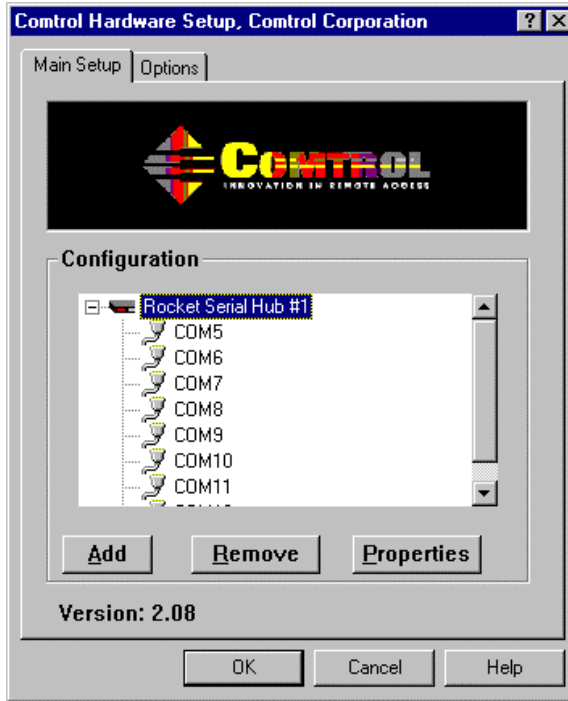 Comtrol Hardware Setup, Comtrol Corporation
Main Setup
Options
COMTROL
INNOVATION IN REMOTE ACCESS
Configuration
Rocket Serial Hub #1
COM5
COM6
COM7
COM8
COM9
COM10
COM11
Add
Remove
Properties
Version: 2.08
OK
Cancel
Help